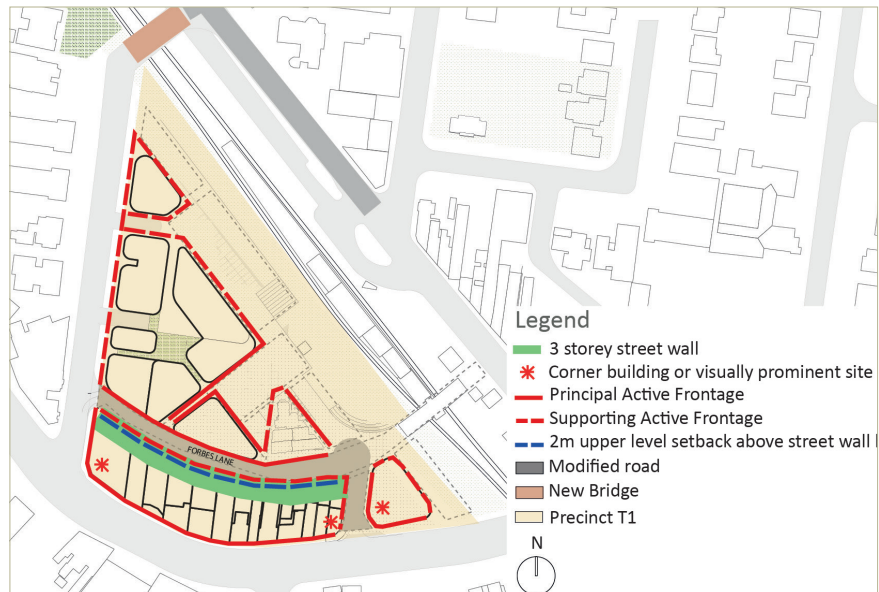 FORBES LANE
Legend
3 storey street wall
Corner building or visually prominent site
Principal Active Frontage
Supporting Active Frontage
2m upper level setback above street wall
Modified road
New Bridge
Precinct T1
N